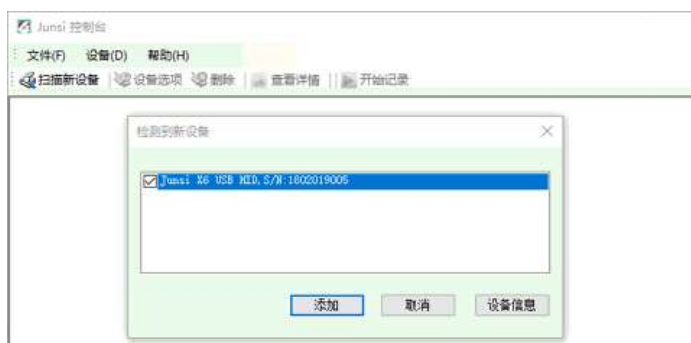 Junsi 控制台
文件(F) 设备(D) 帮助(H)
扫描新设备 设备选项 删除 查看详情 开始记录
检测到新设备
Junsi X6 USB HID,S/N:1802019005
添加 取消 设备信息